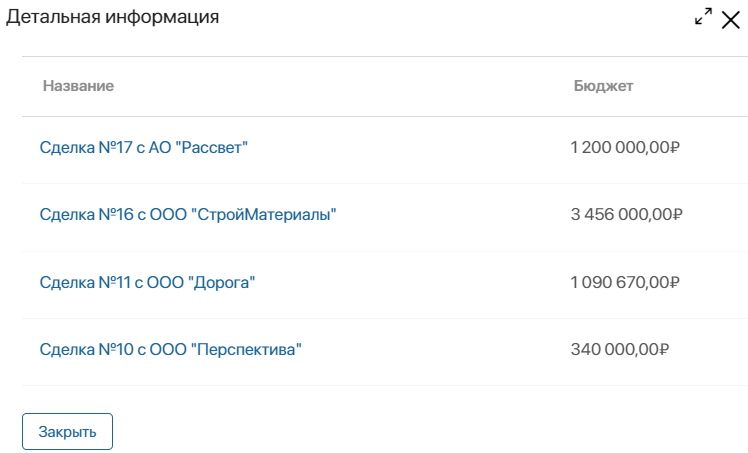 Детальная информация
Название Бюджет
Сделка №17 с АО "Рассвет" 1 200 000,00₽
Сделка №16 с ООО "СтройМатериалы" 3 456 000,00₽
Сделка №11 с ООО "Дорога" 1 090 670,00₽
Сделка №10 с ООО "Перспектива" 340 000,00₽
Закрыть